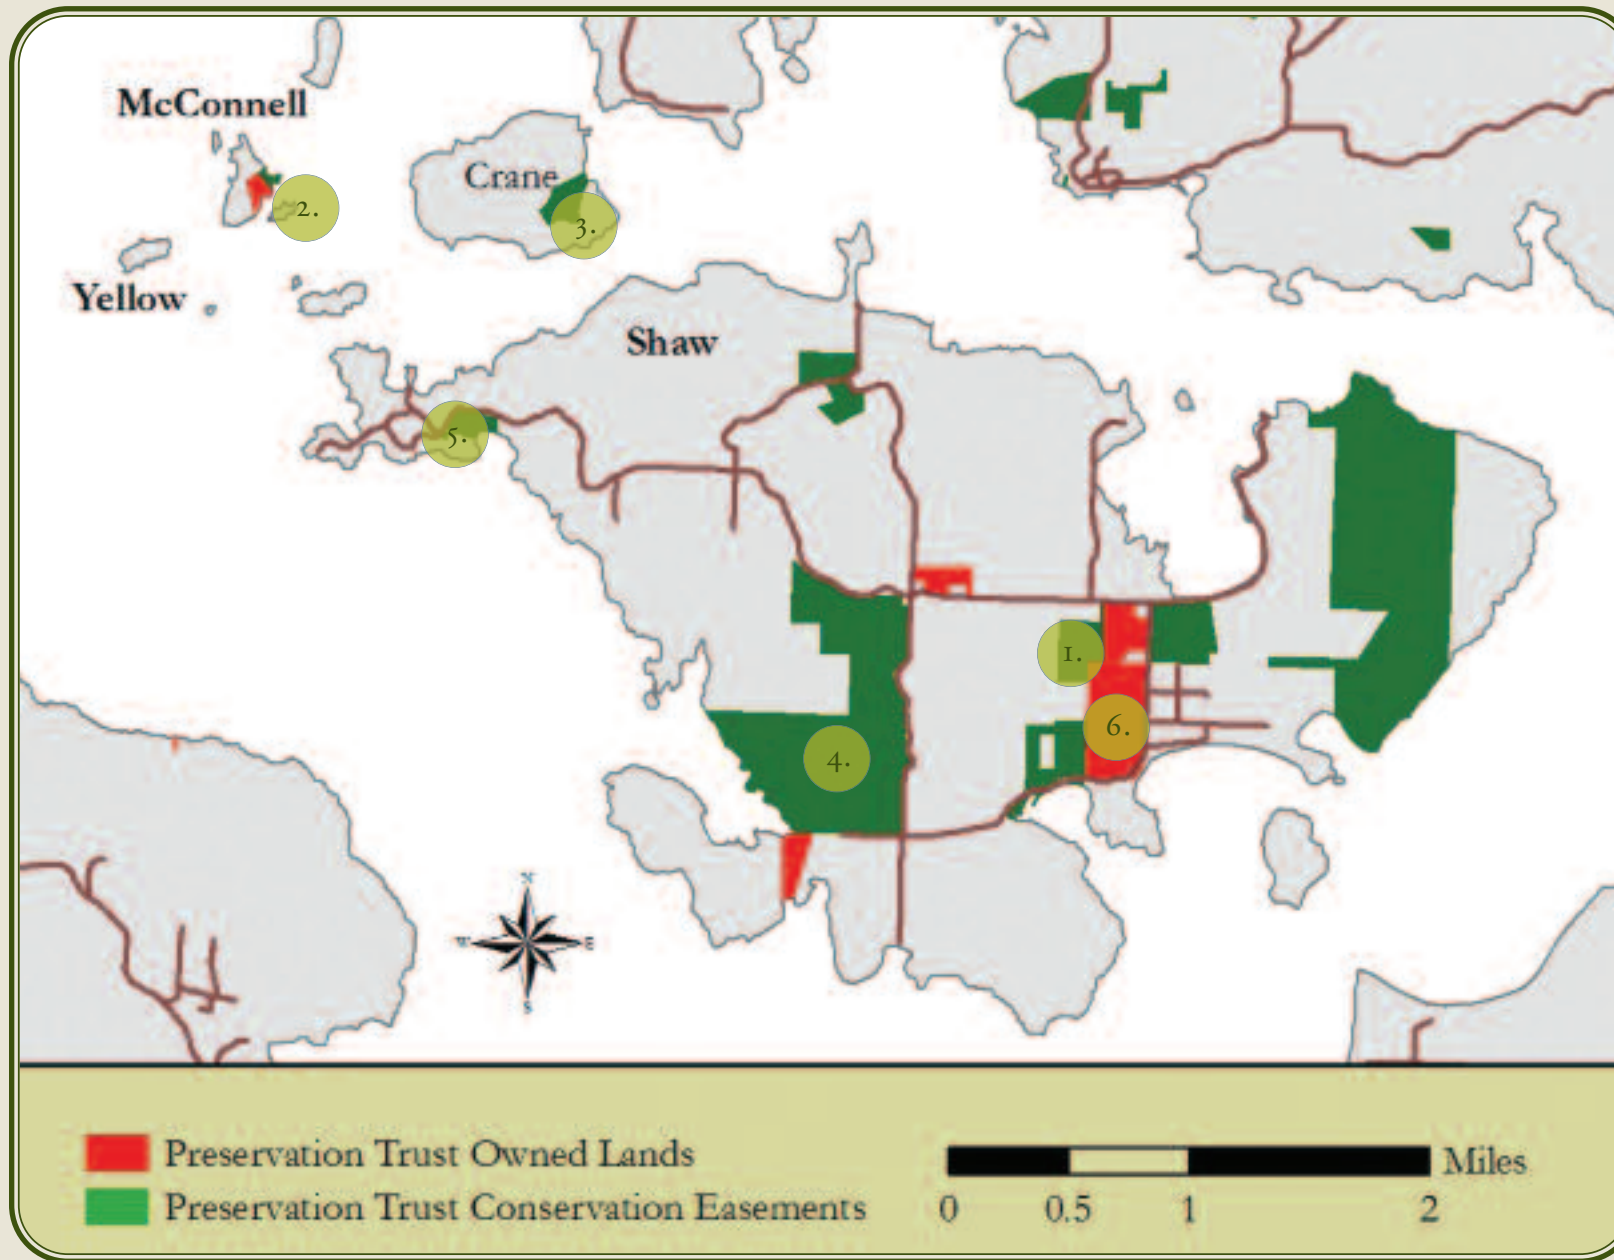 McConnell
Crane
2.
3.
Yellow
Shaw
5.
1.
6.
4.
N
W E
S
Preservation Trust Owned Lands
Preservation Trust Conservation Easements
Miles
0 0.5 1 2